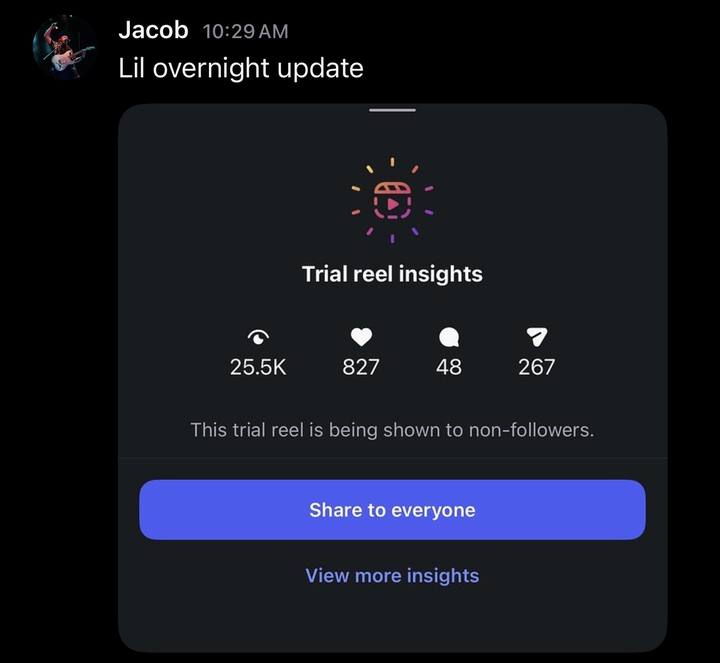 Jacob 10:29 AM
Lil overnight update
Trial reel insights
25.5K 827 48 267
This trial reel is being shown to non-followers.
Share to everyone
View more insights